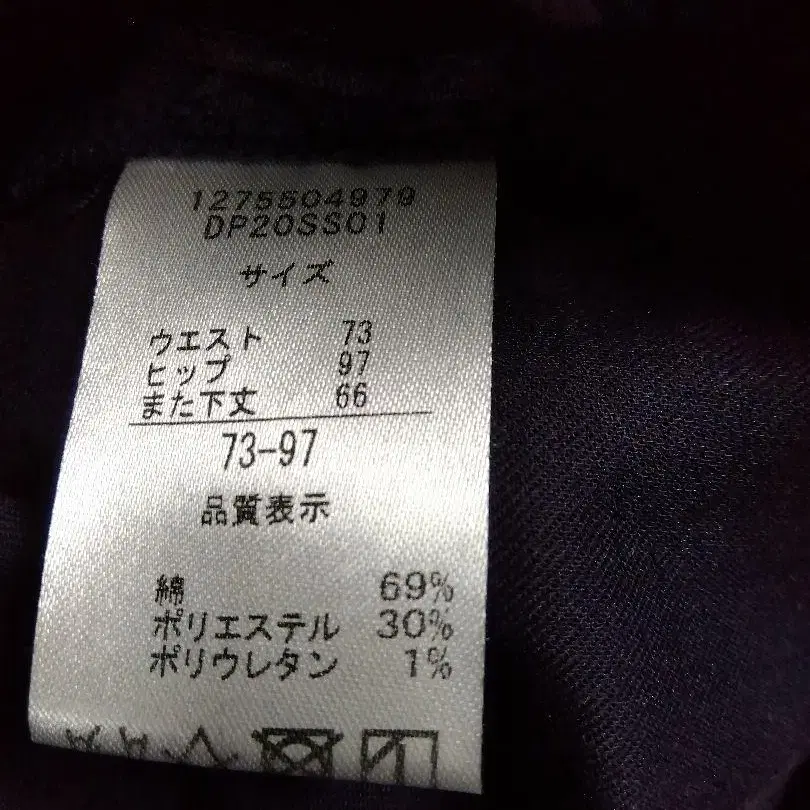 1275504979
DP20SS01
サイズ
ウエスト 73
ヒップ 97
また下丈 66
73-97
品質表示
綿 69%
ポリエステル 30%
ポリウレタン 1%